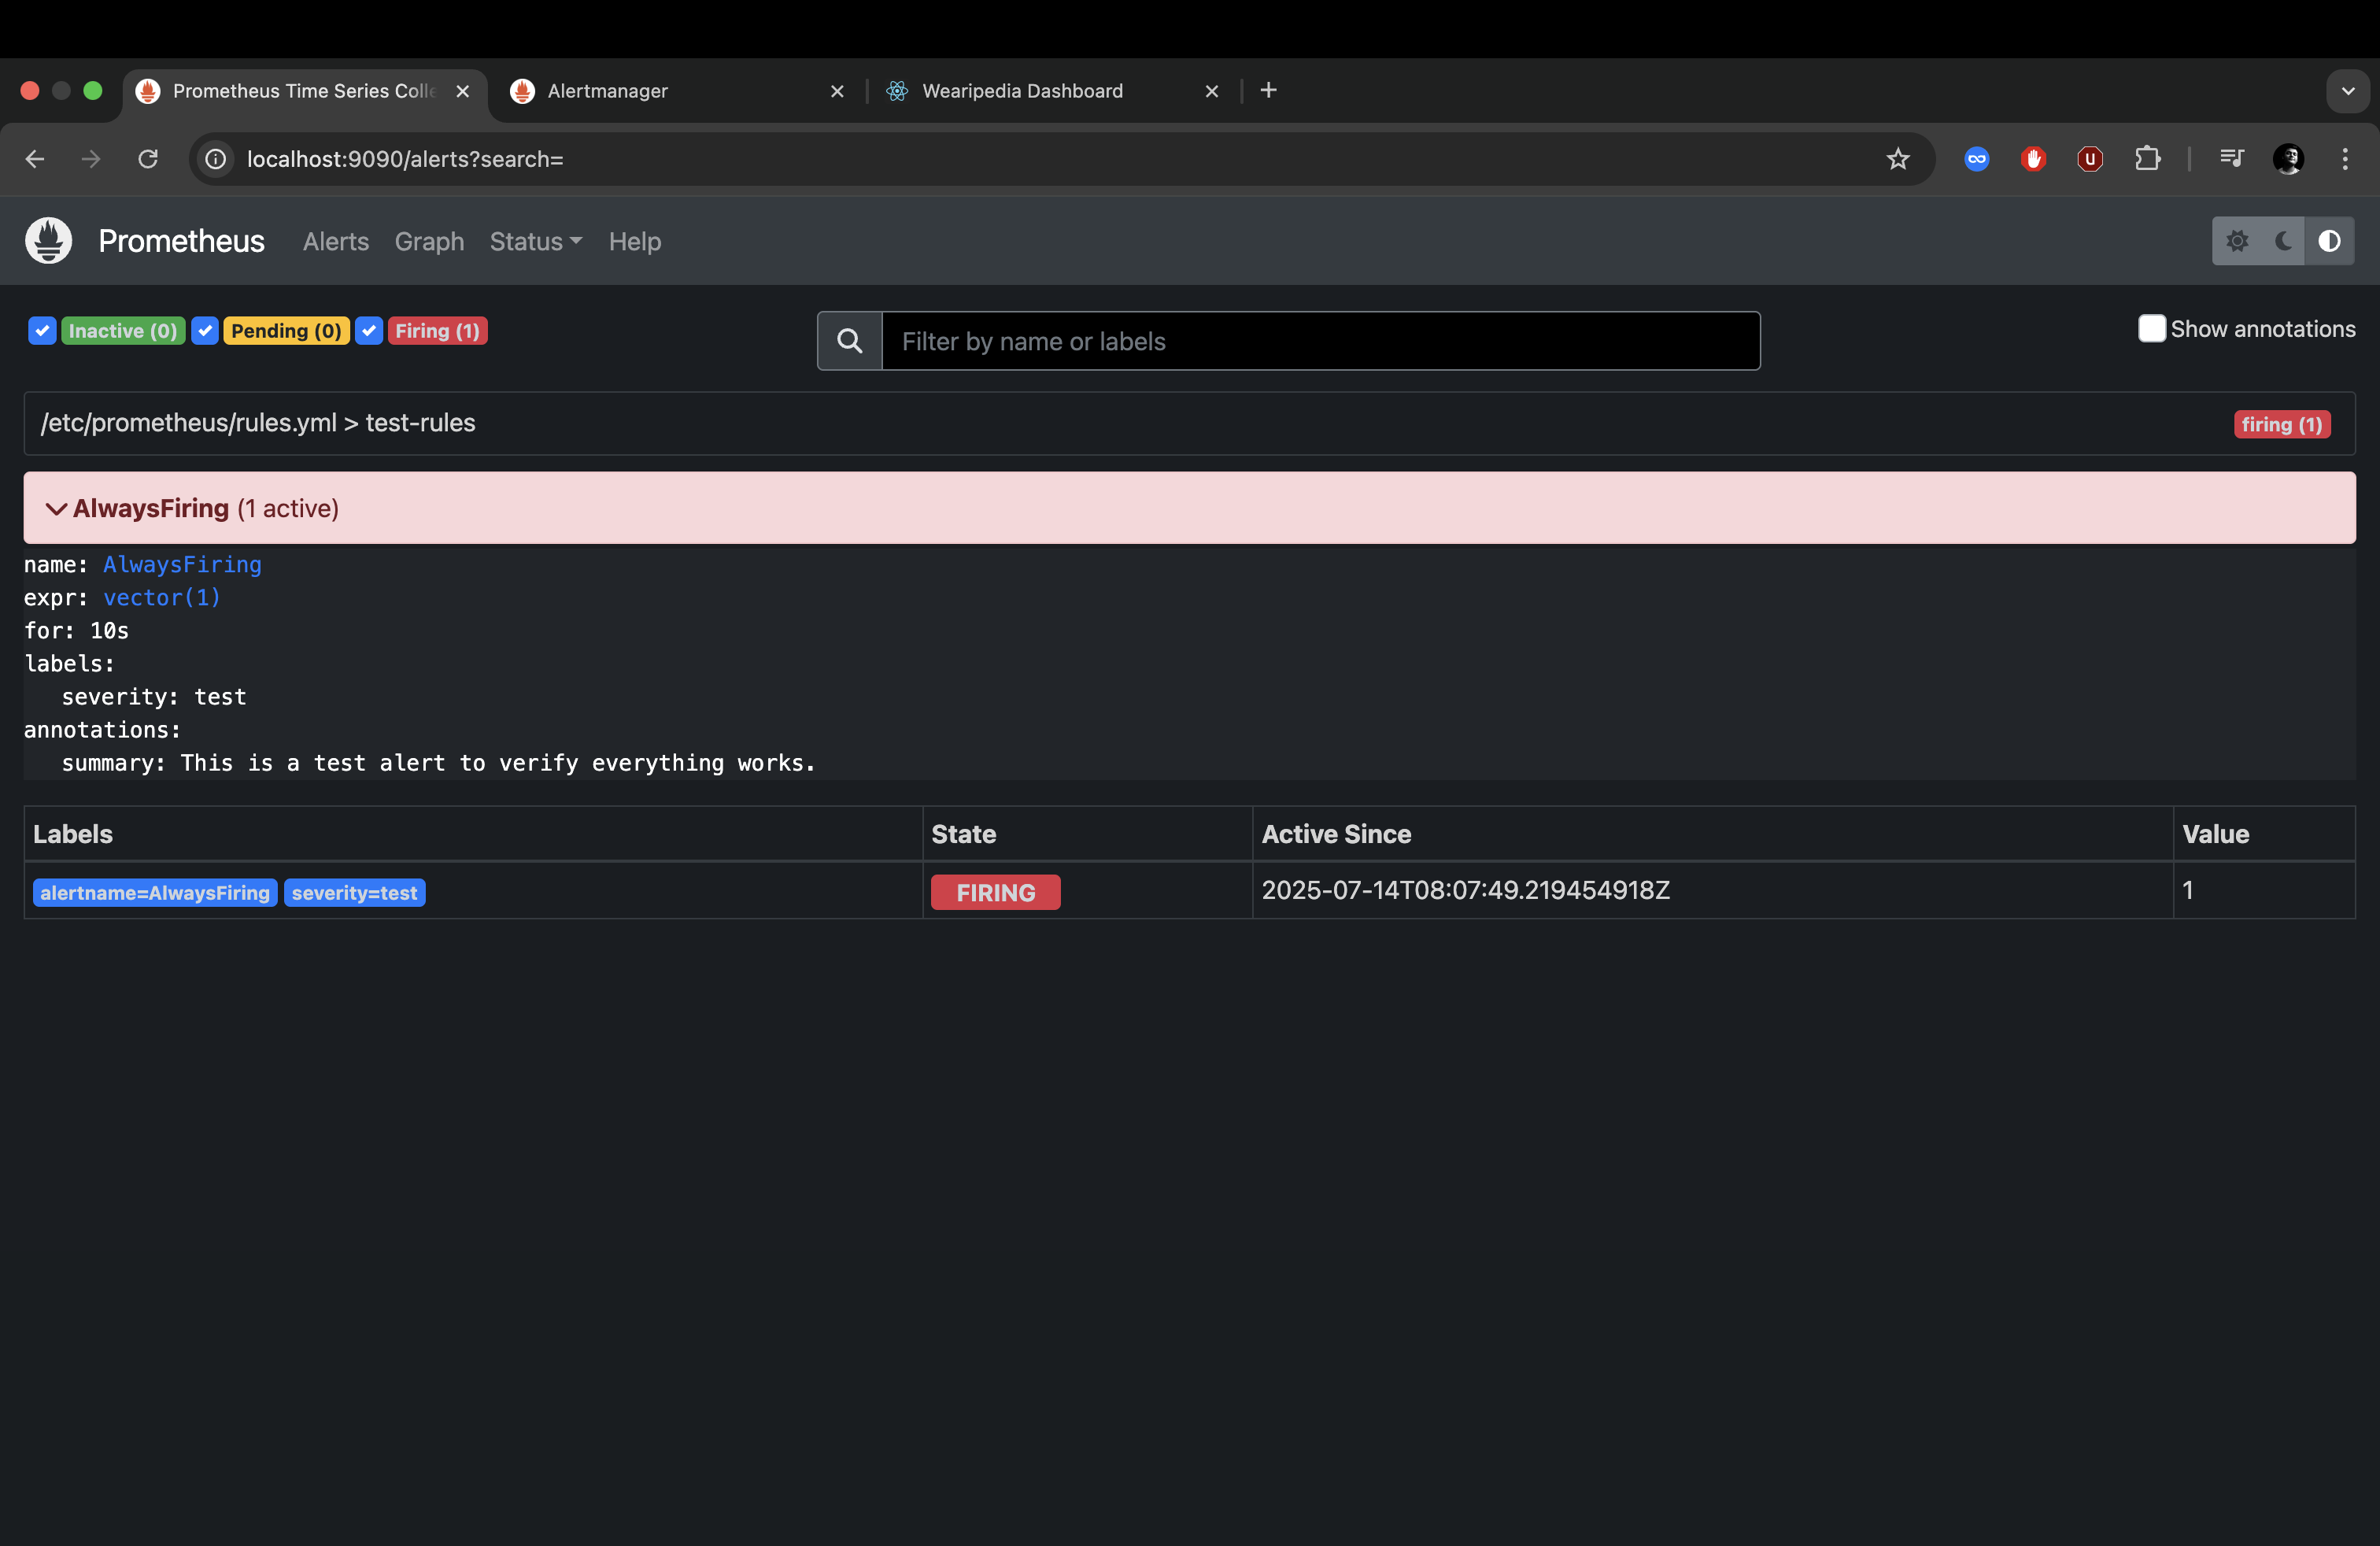 Prometheus Time Series Colle
Alertmanager
Wearipedia Dashboard
localhost:9090/alerts?search=
Prometheus Alerts Graph Status Help
Inactive (0) Pending (0) Firing (1)
Filter by name or labels
Show annotations
/etc/prometheus/rules.yml > test-rules
firing (1)
AlwaysFiring (1 active)
name: AlwaysFiring
expr: vector(1)
for: 10s
labels:
severity: test
annotations:
summary: This is a test alert to verify everything works.
Labels State Active Since Value
alertname=AlwaysFiring severity=test FIRING 2025-07-14T08:07:49.219454918Z 1